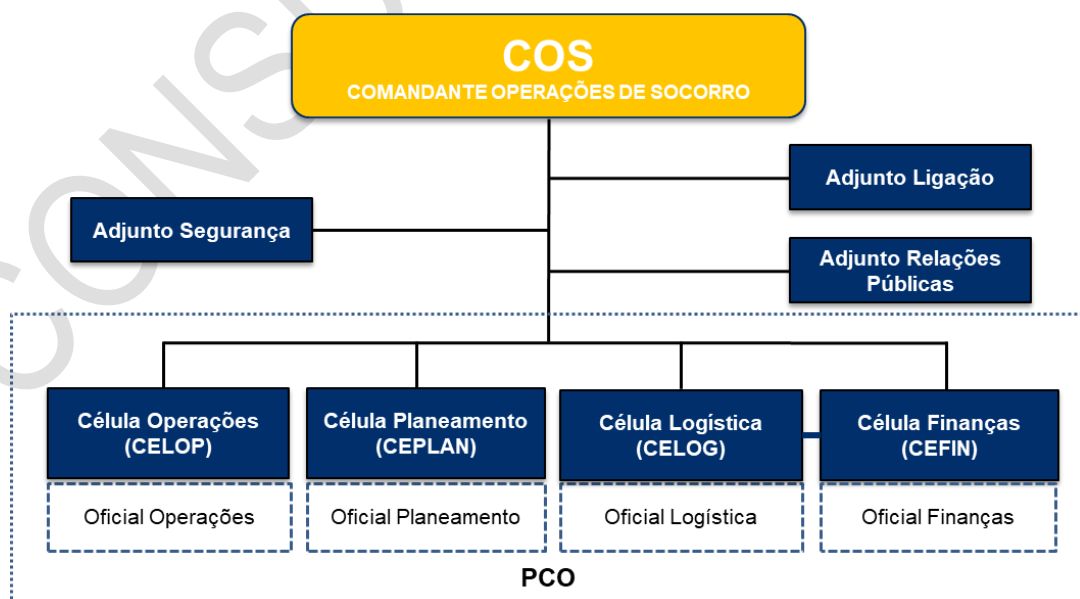 COS
COMANDANTE OPERAÇÕES DE SOCORRO
Adjunto Ligação
Adjunto Segurança
Adjunto Relações
Públicas
Célula Operações
(CELOP)
Célula Planeamento
(CEPLAN)
Célula Logística
(CELOG)
Célula Finanças
(CEFIN)
Oficial Operações
Oficial Planeamento
Oficial Logística
Oficial Finanças
PCO
CONS